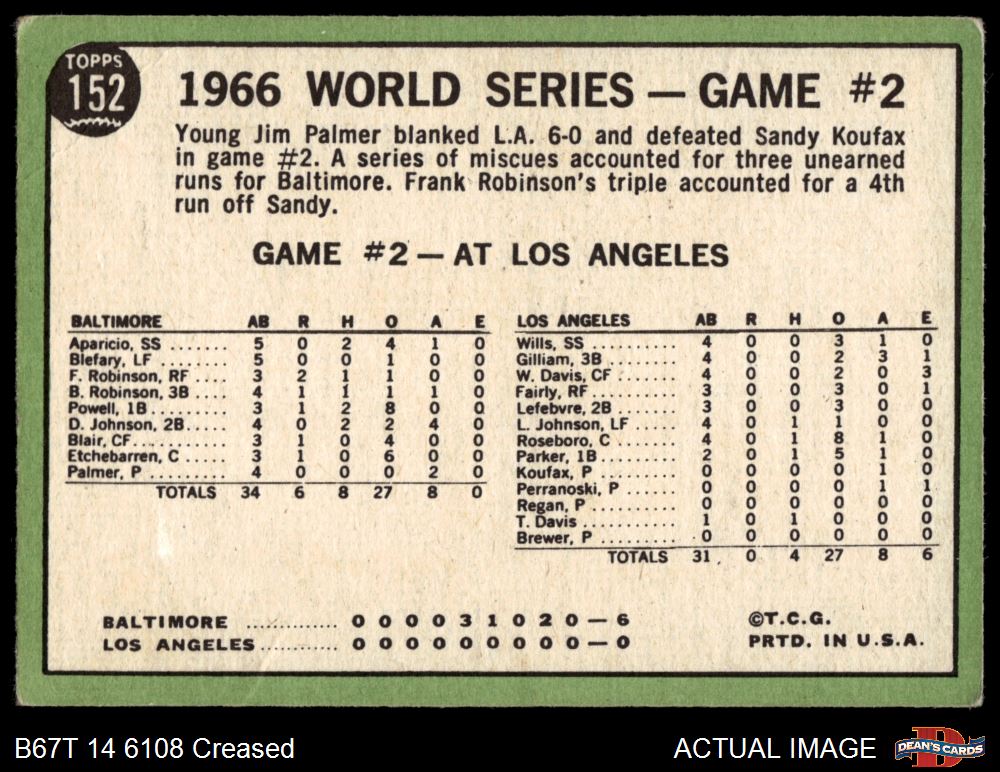 TOPPS
152
1966 WORLD SERIES — GAME #2
Young Jim Palmer blanked L.A. 6-0 and defeated Sandy Koufax
in game #2. A series of miscues accounted for three unearned
runs for Baltimore. Frank Robinson's triple accounted for a 4th
run off Sandy.
GAME #2 — AT LOS ANGELES
BALTIMORE AB R H O A E
Aparicio, SS ....... 5 0 2 4 1 0
Blefary, LF ........ 5 0 0 1 0 0
F. Robinson, RF .... 3 2 1 1 0 0
B. Robinson, 3B .... 4 1 1 1 1 0
Powell, 1B .......... 3 1 2 8 0 0
D. Johnson, 2B..... 4 0 2 2 4 0
Blair, CF............ 3 1 0 4 0 0
Etchebarren, C ..... 3 1 0 6 0 0
Palmer, P .......... 4 0 0 0 2 0
TOTALS 34 6 8 27 8 0
LOS ANGELES AB R H O A E
Wills, SS ........... 4 0 0 3 1 0
Gilliam, 3B ......... 4 0 0 2 3 1
W. Davis, CF ....... 4 0 0 2 0 3
Fairly, RF .......... 3 0 0 3 0 1
Lefebvre, 2B ........ 3 0 0 3 0 0
L. Johnson, LF ..... 4 0 1 1 0 0
Roseboro, C ........ 4 0 1 8 1 0
Parker, 1B .......... 2 0 1 5 1 0
Koufax, P .......... 0 0 0 0 1 0
Perranoski, P ...... 0 0 0 0 1 1
Regan, P .......... 0 0 0 0 0 0
T. Davis ............ 1 0 1 0 0 0
Brewer, P .......... 0 0 0 0 0 0
TOTALS 31 0 4 27 8 6
BALTIMORE ............. 0 0 0 0 3 1 0 2 0 — 6
LOS ANGELES ........... 0 0 0 0 0 0 0 0 0 — 0
©T.C.G.
PRTD. IN U.S.A.
B67T 14 6108 Creased
ACTUAL IMAGE
DEAN'S CARDS